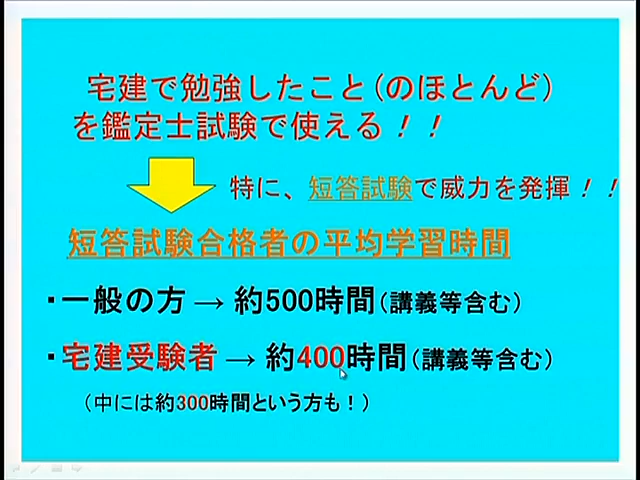 宅建で勉強したこと(のほとんど)
を鑑定士試験で使える！！
特に、短答試験で威力を発揮！！
短答試験合格者の平均学習時間
・一般の方 → 約500時間(講義等含む)
・宅建受験者 → 約400時間(講義等含む)
(中には約300時間という方も！)